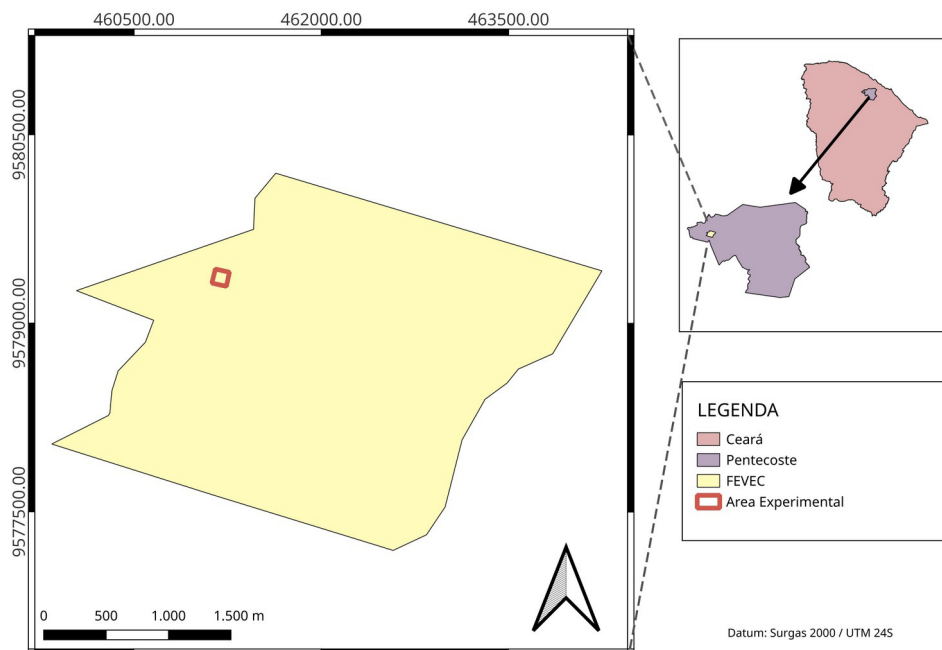 460500.00 462000.00 463500.00
9580500.00
9579000.00
9577500.00
0 500 1.000 1.500 m
LEGENDA
Ceará
Pentecoste
FEVEC
Area Experimental
Datum: Surgas 2000 / UTM 24S